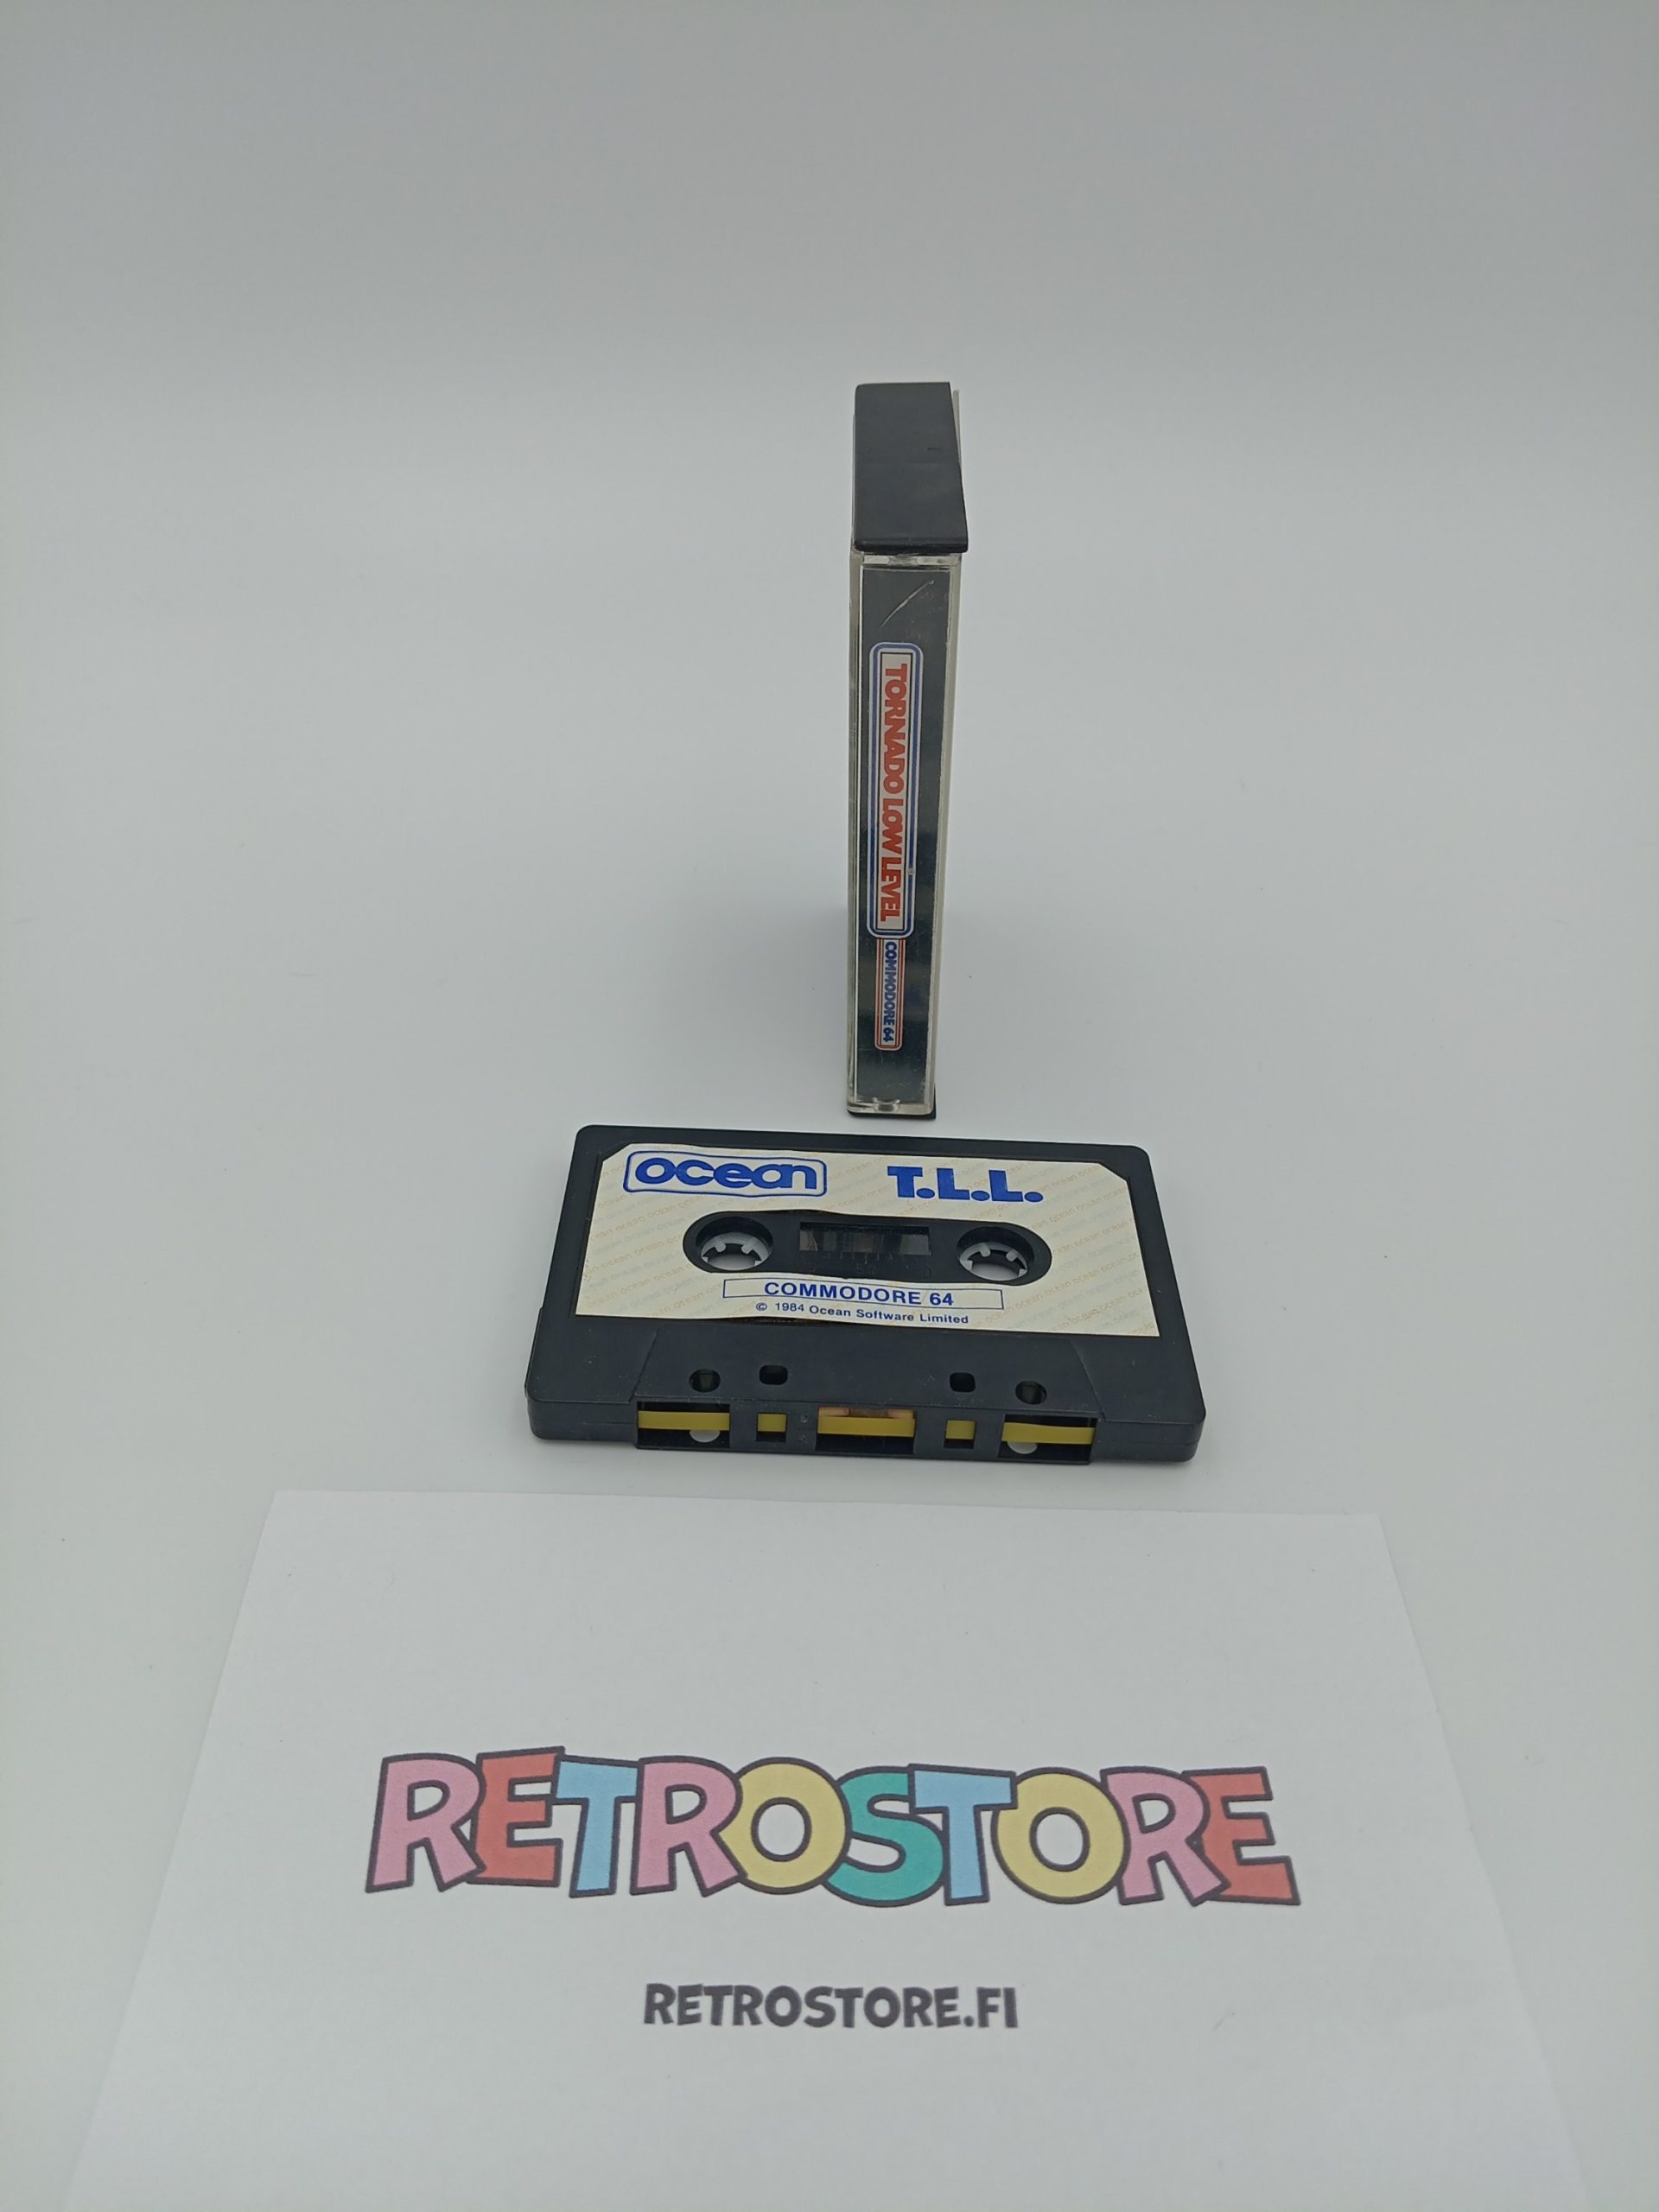 TORNADO LOW LEVEL
COMMODORE 64
ocean T.L.L.
COMMODORE 64
© 1984 Ocean Software Limited
RETROSTORE
RETROSTORE.FI